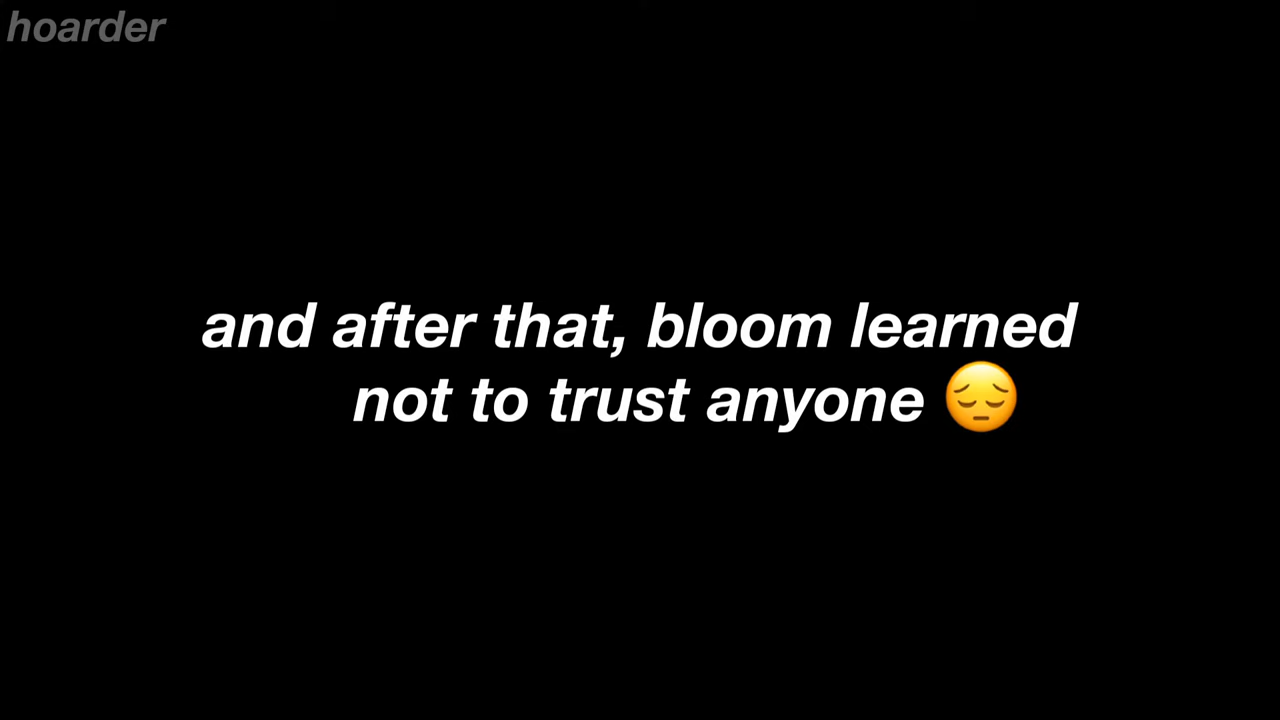 hoarder
and after that, bloom learned
not to trust anyone 😔